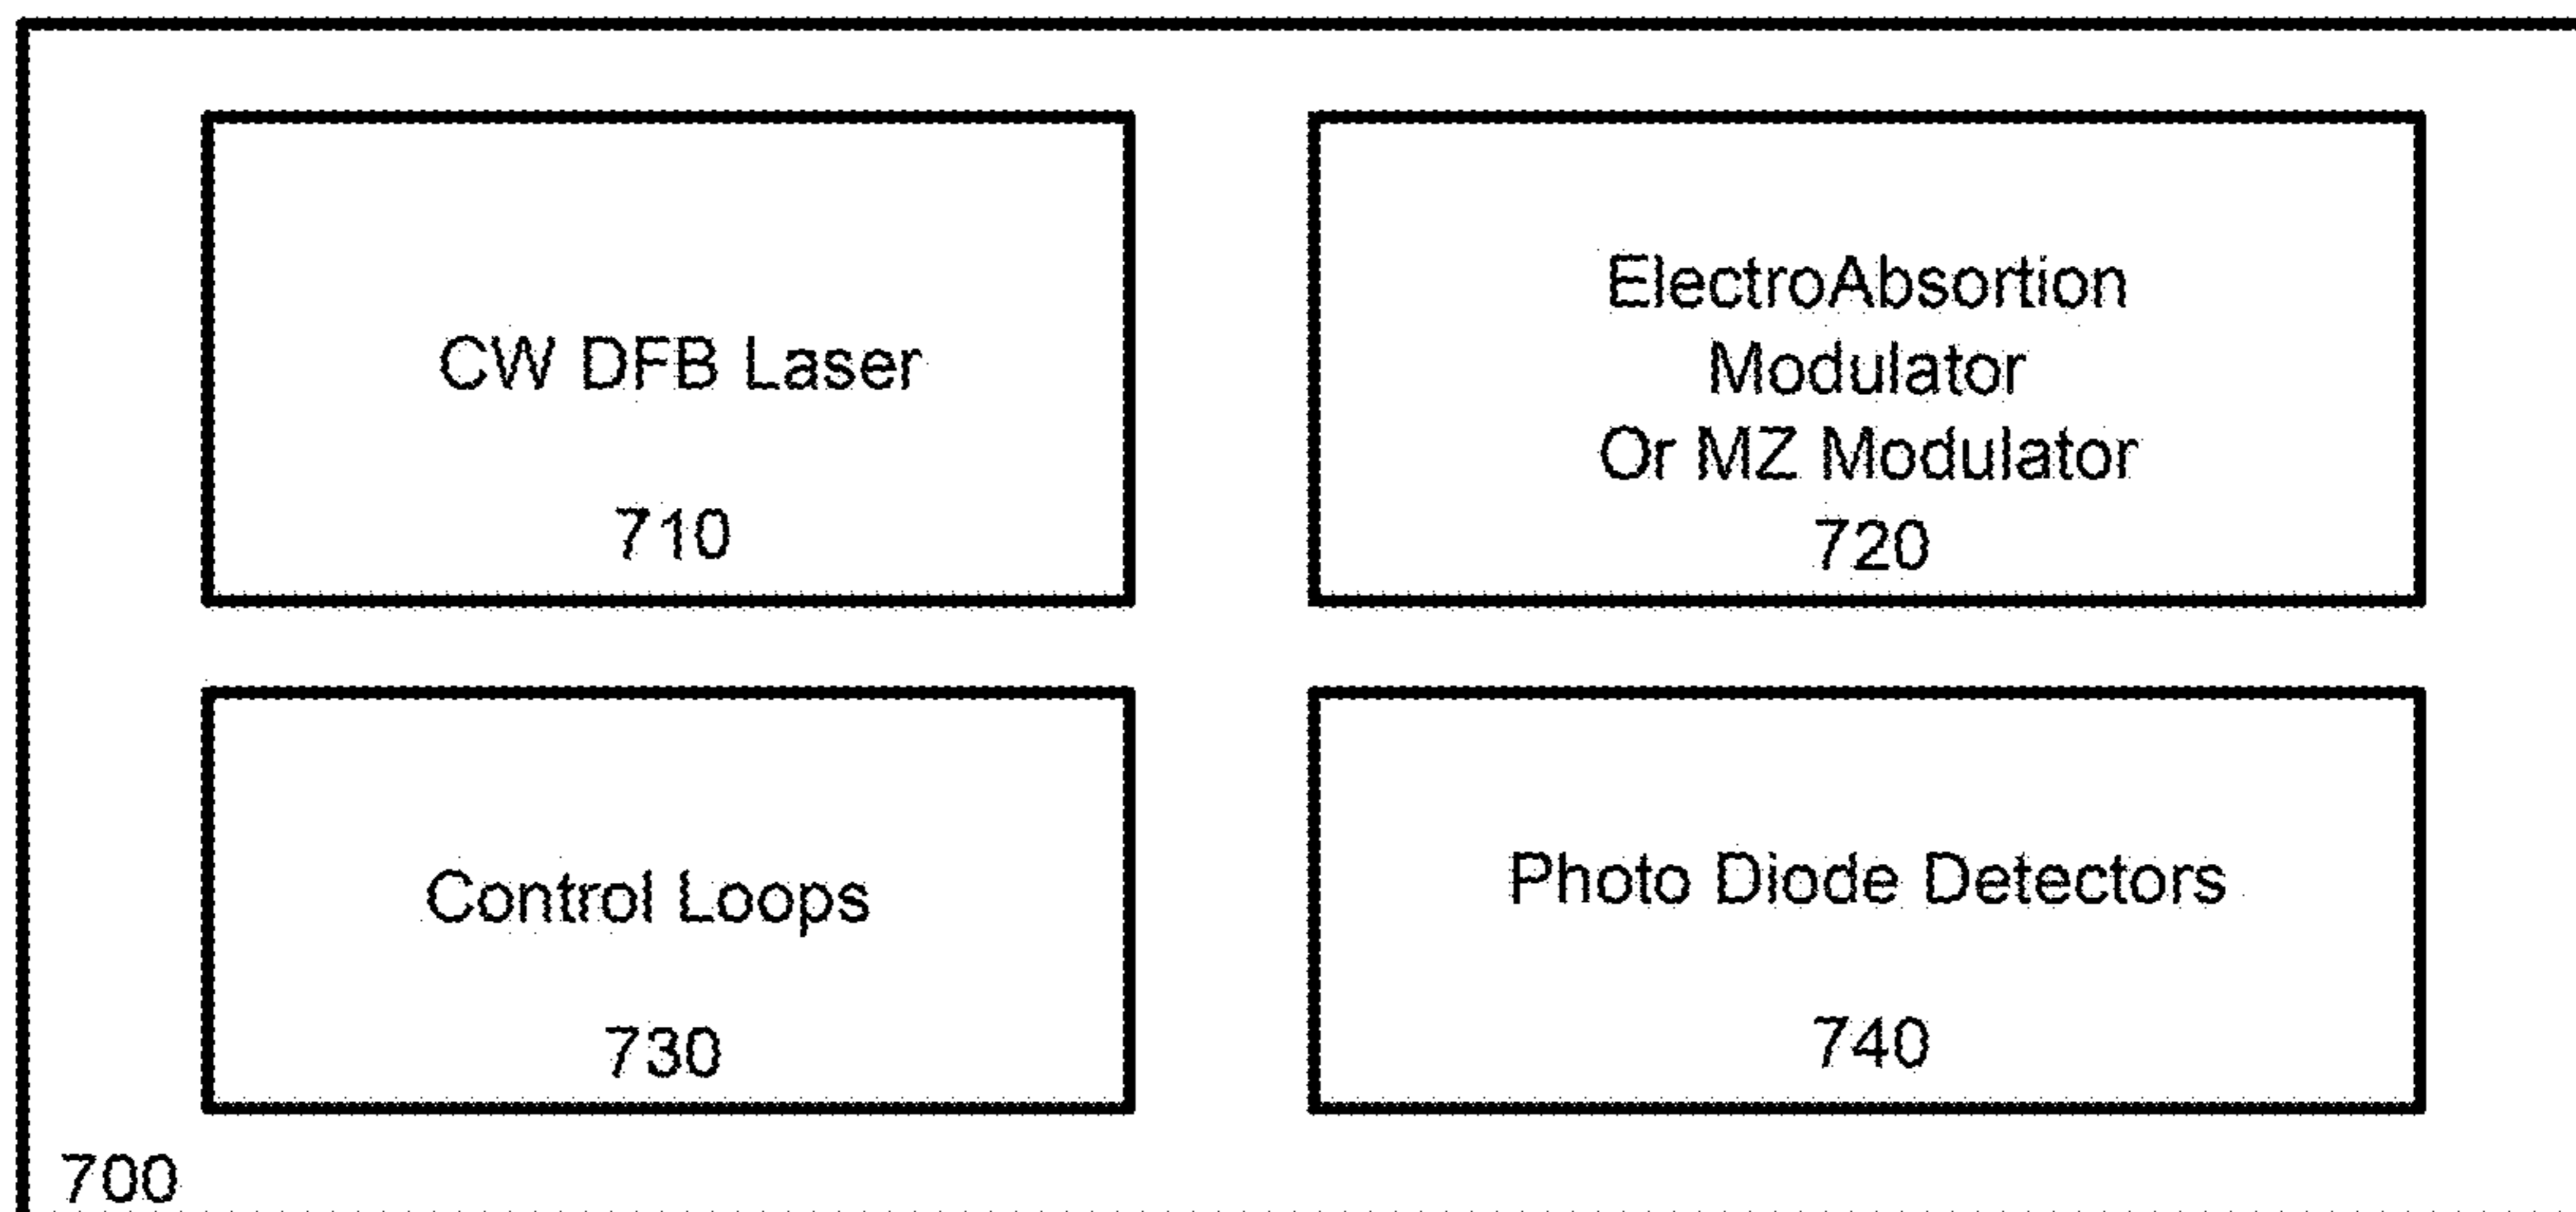 CW DFB Laser
710
ElectroAbsortion
Modulator
Or MZ Modulator
720
Control Loops
730
Photo Diode Detectors
740
700